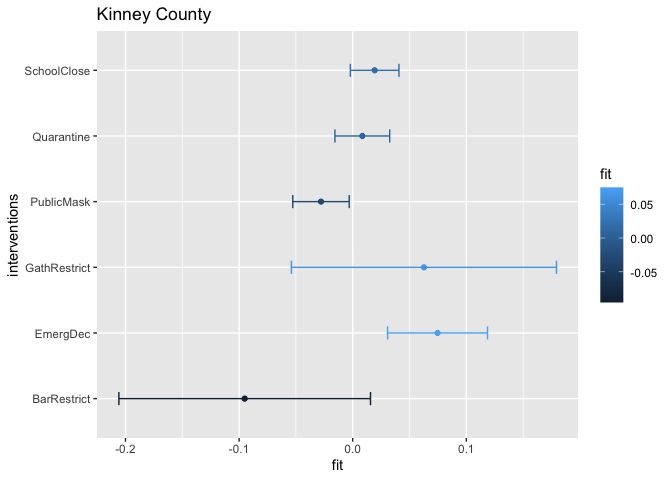 Kinney County
SchoolClose
Quarantine
PublicMask
GathRestrict
EmergDec
BarRestrict
interventions
-0.2 -0.1 0.0 0.1
fit
fit
0.05
0.00
-0.05